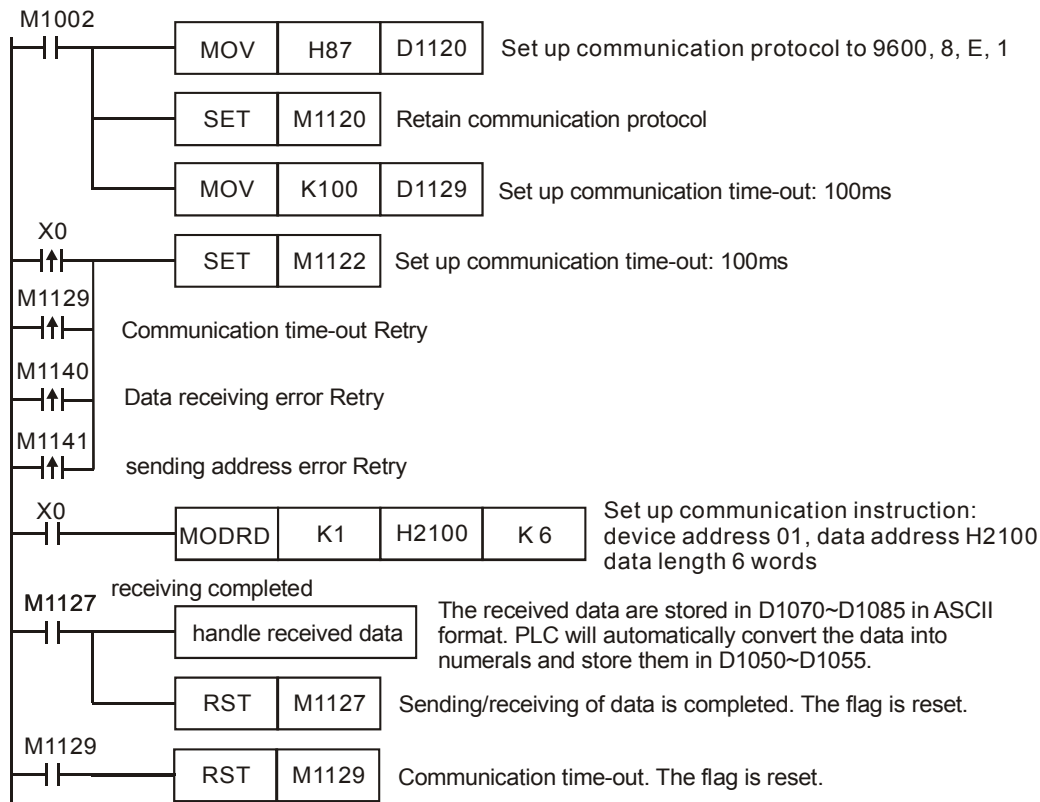 M1002
MOV H87 D1120 Set up communication protocol to 9600, 8, E, 1
SET M1120 Retain communication protocol
MOV K100 D1129 Set up communication time-out: 100ms
X0
SET M1122 Set up communication time-out: 100ms
M1129
Communication time-out Retry
M1140
Data receiving error Retry
M1141
sending address error Retry
X0
MODRD K1 H2100 K 6
Set up communication instruction:
device address 01, data address H2100
data length 6 words
receiving completed
M1127
handle received data
The received data are stored in D1070~D1085 in ASCII
format. PLC will automatically convert the data into
numerals and store them in D1050~D1055.
RST M1127 Sending/receiving of data is completed. The flag is reset.
M1129
RST M1129 Communication time-out. The flag is reset.